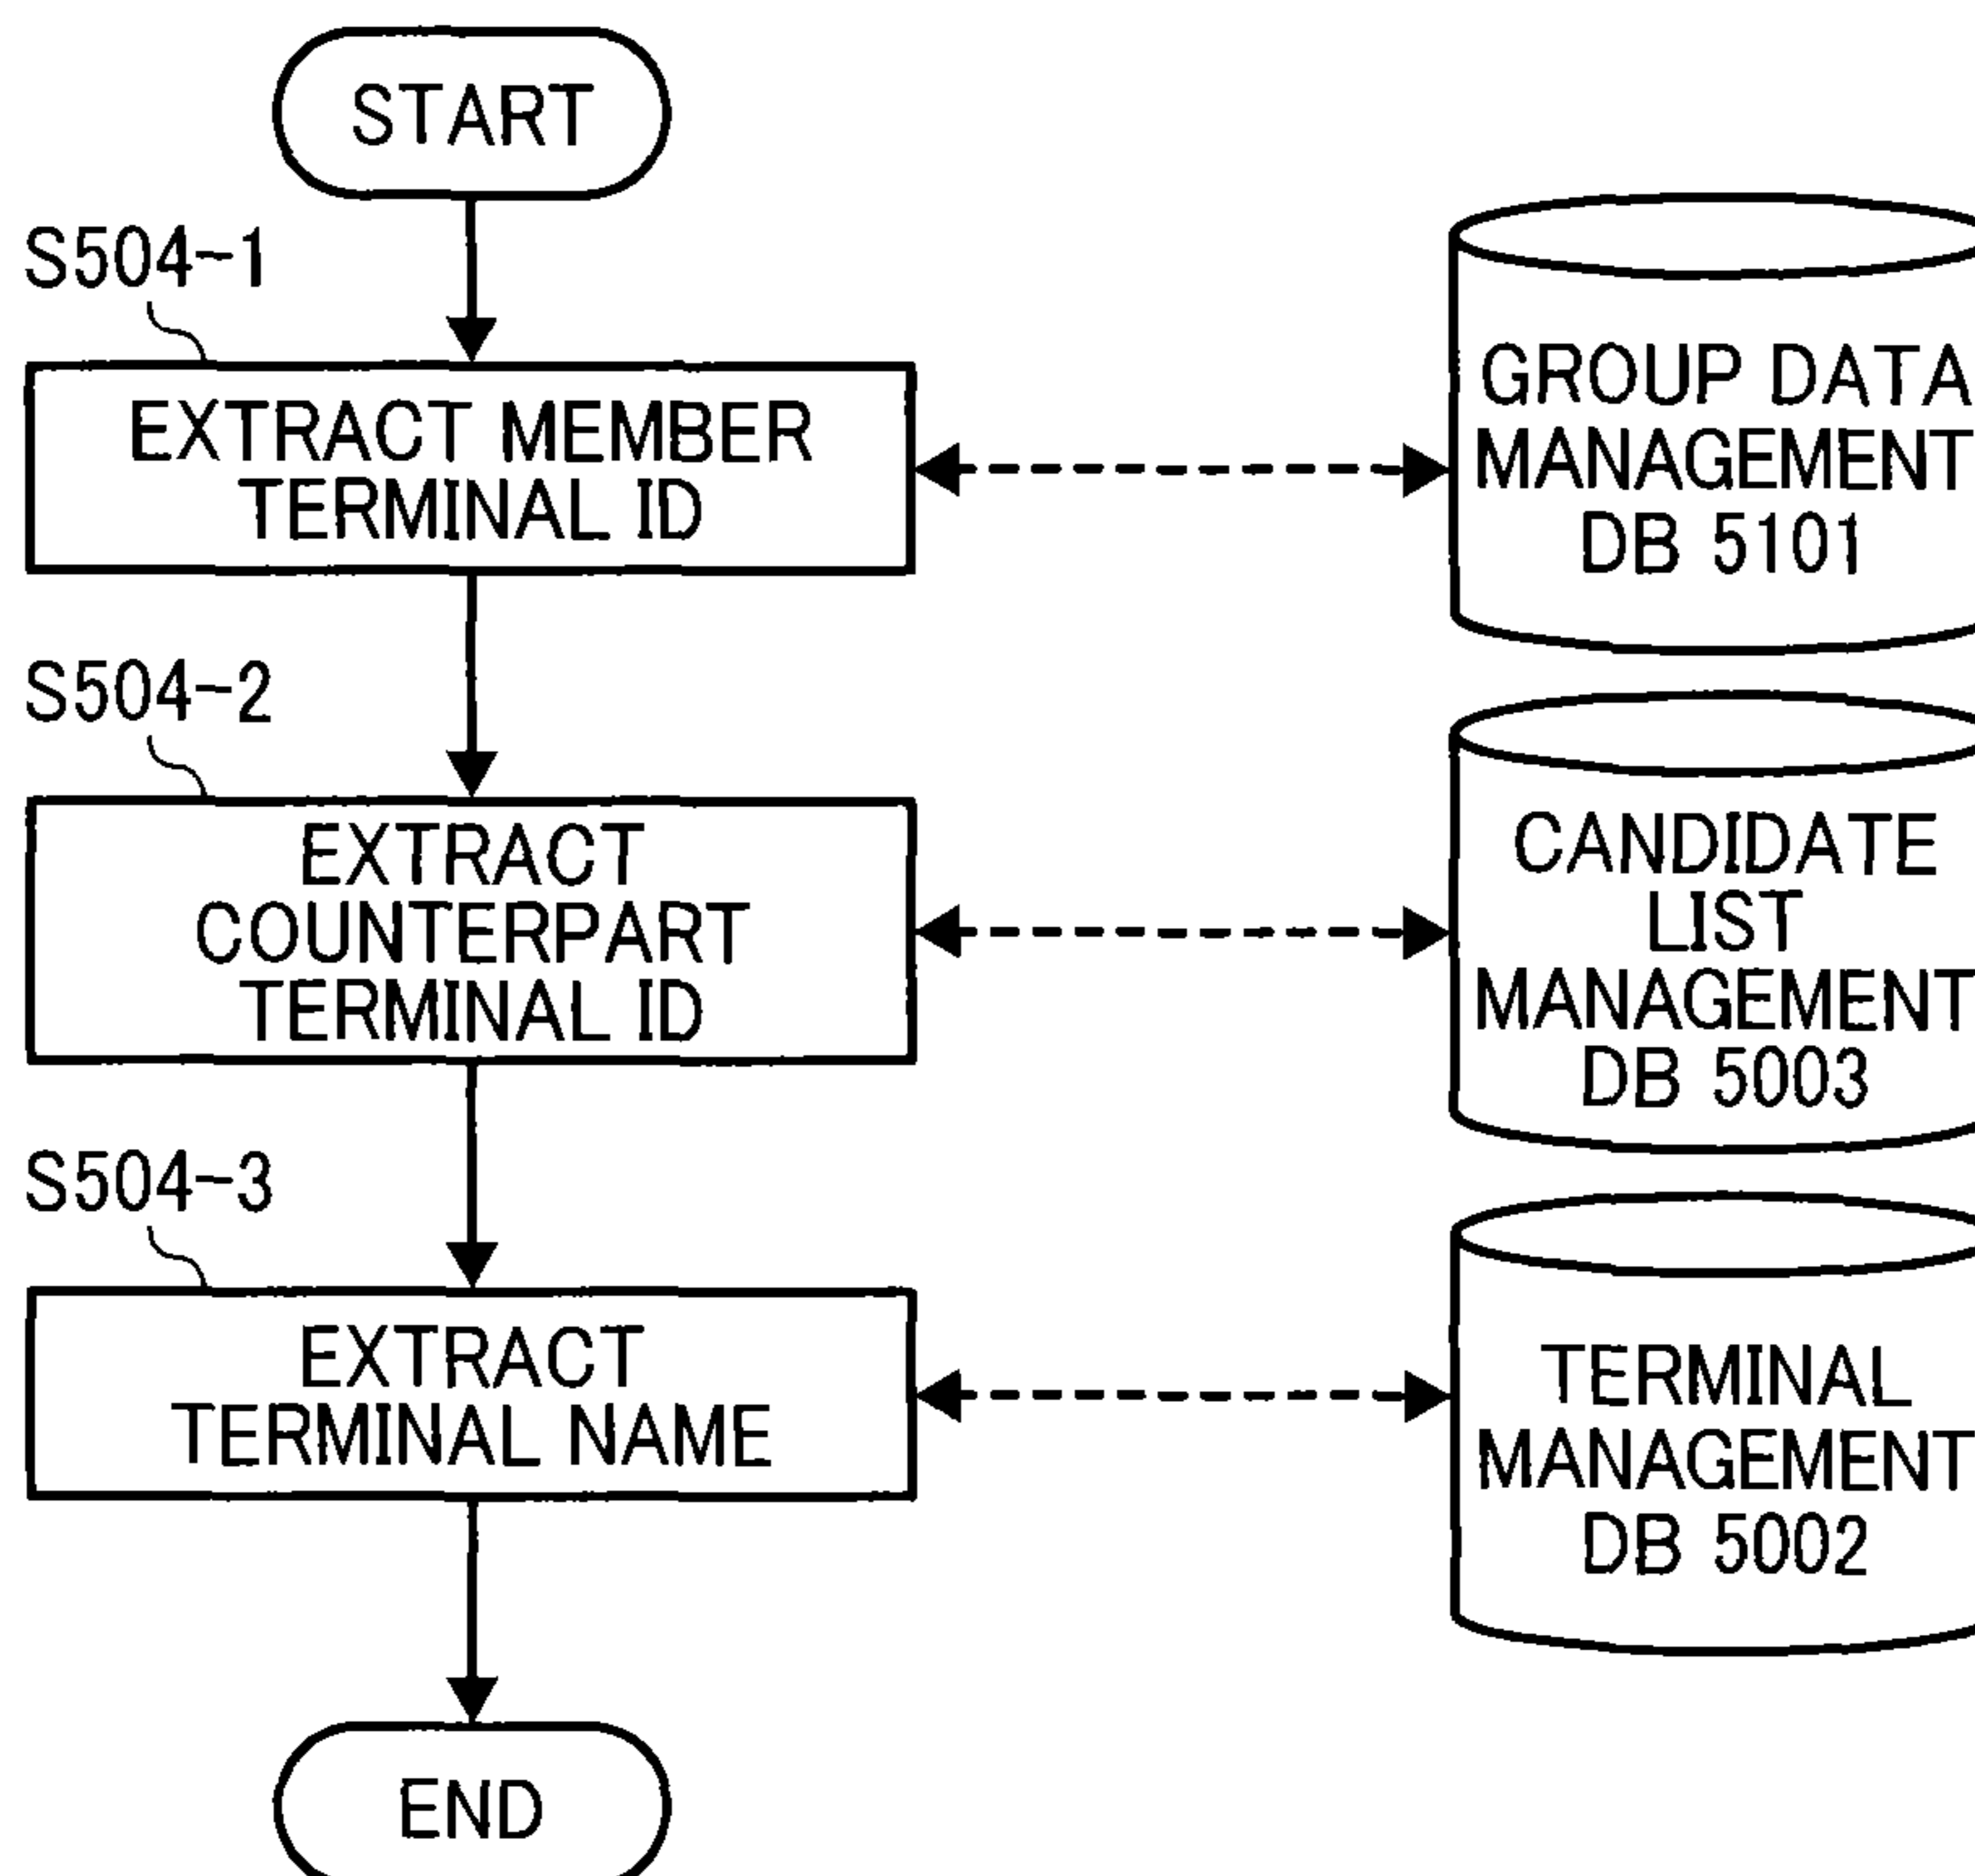 START
S504-1
EXTRACT MEMBER
TERMINAL ID
GROUP DATA
MANAGEMENT
DB 5101
S504-2
EXTRACT
COUNTERPART
TERMINAL ID
CANDIDATE
LIST
MANAGEMENT
DB 5003
S504-3
EXTRACT
TERMINAL NAME
TERMINAL
MANAGEMENT
DB 5002
END